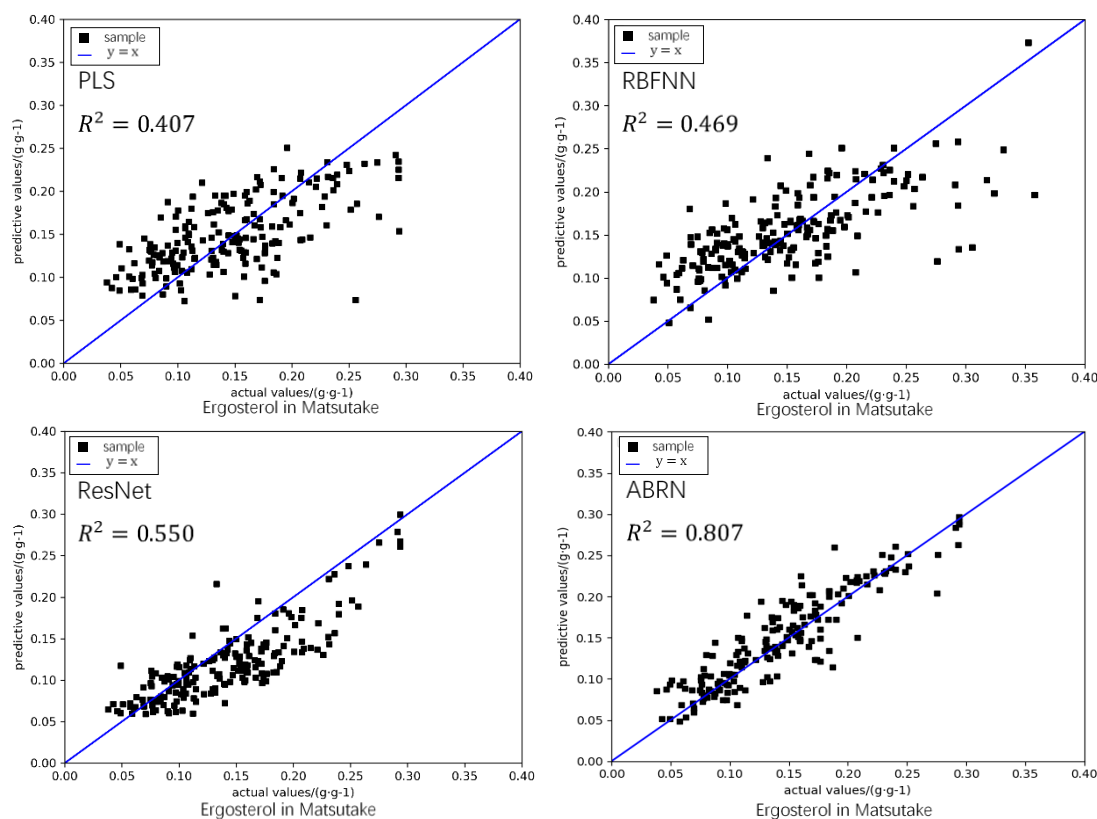 0.40
sample
y = x
PLS
0.35
0.30
R² = 0.407
0.25
0.20
0.15
0.10
0.05
0.00
predictive values/(g·g-1)
0.00 0.05 0.10 0.15 0.20 0.25 0.30 0.35 0.40
actual values/(g·g-1)
Ergosterol in Matsutake
0.40
sample
y = x
RBFNN
0.35
0.30
R² = 0.469
0.25
0.20
0.15
0.10
0.05
0.00
predictive values/(g·g-1)
0.00 0.05 0.10 0.15 0.20 0.25 0.30 0.35 0.40
actual values/(g·g-1)
Ergosterol in Matsutake
0.40
sample
y = x
ResNet
0.35
0.30
R² = 0.550
0.25
0.20
0.15
0.10
0.05
0.00
predictive values/(g·g-1)
0.00 0.05 0.10 0.15 0.20 0.25 0.30 0.35 0.40
actual values/(g·g-1)
Ergosterol in Matsutake
0.40
sample
y = x
ABRN
0.35
0.30
R² = 0.807
0.25
0.20
0.15
0.10
0.05
0.00
predictive values/(g·g-1)
0.00 0.05 0.10 0.15 0.20 0.25 0.30 0.35 0.40
actual values/(g·g-1)
Ergosterol in Matsutake